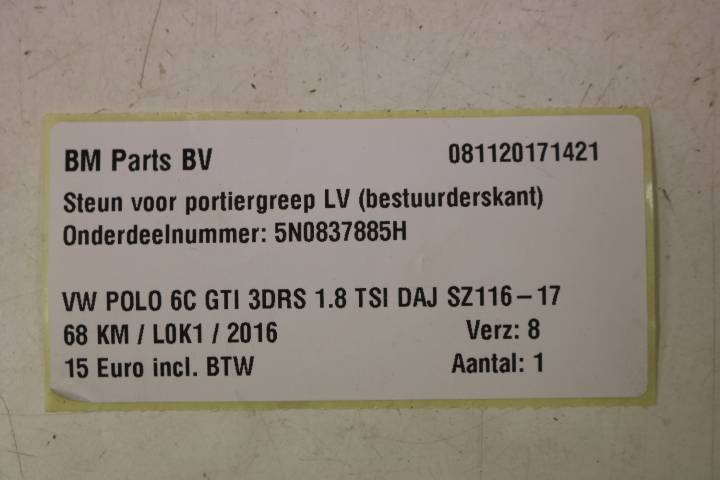 BM Parts BV 081120171421
Steun voor portiergreep LV (bestuurderskant)
Onderdeelnummer: 5N0837885H
VW POLO 6C GTI 3DRS 1.8 TSI DAJ SZ116-17
68 KM / L0K1 / 2016 Verz: 8
15 Euro incl. BTW Aantal: 1